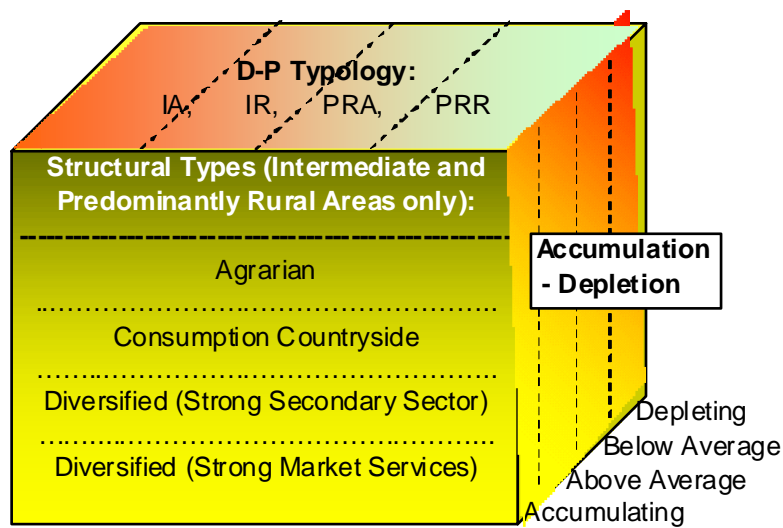 D-P Typology:
IA, IR, PRA, PRR
Structural Types (Intermediate and
Predominantly Rural Areas only):
Agrarian
Consumption Countryside
Diversified (Strong Secondary Sector)
Diversified (Strong Market Services)
Accumulation
- Depletion
Depleting
Below Average
Above Average
Accumulating